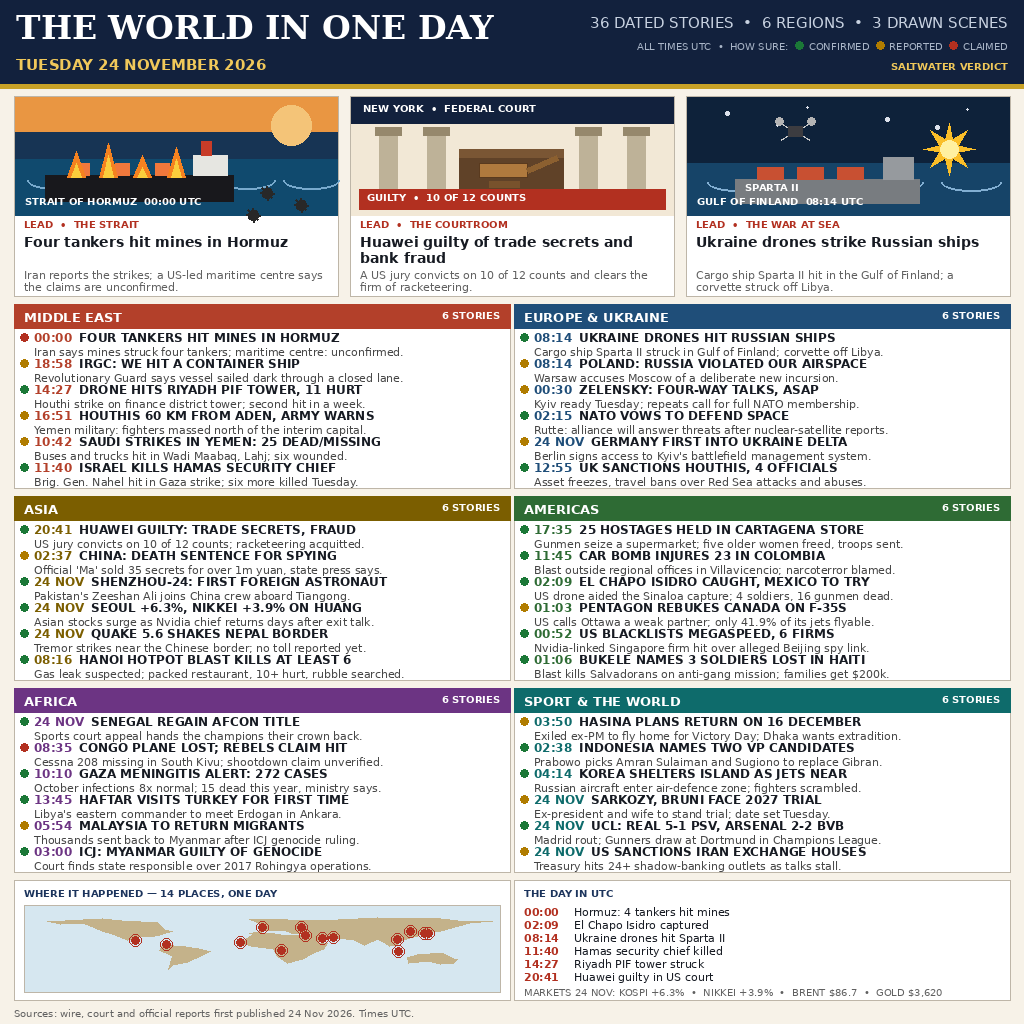 THE WORLD IN ONE DAY
36 DATED STORIES • 6 REGIONS • 3 DRAWN SCENES
ALL TIMES UTC • HOW SURE: CONFIRMED REPORTED CLAIMED
TUESDAY 24 NOVEMBER 2026
SALTWATER VERDICT
STRAIT OF HORMUZ 00:00 UTC
LEAD • THE STRAIT
Four tankers hit mines in Hormuz
Iran reports the strikes; a US-led maritime centre says
the claims are unconfirmed.
NEW YORK • FEDERAL COURT
GUILTY • 10 OF 12 COUNTS
LEAD • THE COURTROOM
Huawei guilty of trade secrets and
bank fraud
A US jury convicts on 10 of 12 counts and clears the
firm of racketeering.
SPARTA II
GULF OF FINLAND 08:14 UTC
LEAD • THE WAR AT SEA
Ukraine drones strike Russian ships
Cargo ship Sparta II hit in the Gulf of Finland; a
corvette struck off Libya.
MIDDLE EAST 6 STORIES
00:00 FOUR TANKERS HIT MINES IN HORMUZ
Iran says mines struck four tankers; maritime centre: unconfirmed.
18:58 IRGC: WE HIT A CONTAINER SHIP
Revolutionary Guard says vessel sailed dark through a closed lane.
14:27 DRONE HITS RIYADH PIF TOWER, 11 HURT
Houthi strike on finance district tower; second hit in a week.
16:51 HOUTHIS 60 KM FROM ADEN, ARMY WARNS
Yemen military: fighters massed north of the interim capital.
10:42 SAUDI STRIKES IN YEMEN: 25 DEAD/MISSING
Buses and trucks hit in Wadi Maabaq, Lahj; six wounded.
11:40 ISRAEL KILLS HAMAS SECURITY CHIEF
Brig. Gen. Nahel hit in Gaza strike; six more killed Tuesday.
EUROPE & UKRAINE 6 STORIES
08:14 UKRAINE DRONES HIT RUSSIAN SHIPS
Cargo ship Sparta II struck in Gulf of Finland; corvette off Libya.
08:14 POLAND: RUSSIA VIOLATED OUR AIRSPACE
Warsaw accuses Moscow of a deliberate new incursion.
00:30 ZELENSKY: FOUR-WAY TALKS, ASAP
Kyiv ready Tuesday; repeats call for full NATO membership.
02:15 NATO VOWS TO DEFEND SPACE
Rutte: alliance will answer threats after nuclear-satellite reports.
24 NOV GERMANY FIRST INTO UKRAINE DELTA
Berlin signs access to Kyiv's battlefield management system.
12:55 UK SANCTIONS HOUTHIS, 4 OFFICIALS
Asset freezes, travel bans over Red Sea attacks and abuses.
ASIA 6 STORIES
20:41 HUAWEI GUILTY: TRADE SECRETS, FRAUD
US jury convicts on 10 of 12 counts; racketeering acquitted.
02:37 CHINA: DEATH SENTENCE FOR SPYING
Official 'Ma' sold 35 secrets for over 1m yuan, state press says.
24 NOV SHENZHOU-24: FIRST FOREIGN ASTRONAUT
Pakistan's Zeeshan Ali joins China crew aboard Tiangong.
24 NOV SEOUL +6.3%, NIKKEI +3.9% ON HUANG
Asian stocks surge as Nvidia chief returns days after exit talk.
24 NOV QUAKE 5.6 SHAKES NEPAL BORDER
Tremor strikes near the Chinese border; no toll reported yet.
08:16 HANOI HOTPOT BLAST KILLS AT LEAST 6
Gas leak suspected; packed restaurant, 10+ hurt, rubble searched.
AMERICAS 6 STORIES
17:35 25 HOSTAGES HELD IN CARTAGENA STORE
Gunmen seize a supermarket; five older women freed, troops sent.
11:45 CAR BOMB INJURES 23 IN COLOMBIA
Blast outside regional offices in Villavicencio; narcoterror blamed.
02:09 EL CHAPO ISIDRO CAUGHT, MEXICO TO TRY
US drone aided the Sinaloa capture; 4 soldiers, 16 gunmen dead.
01:03 PENTAGON REBUKES CANADA ON F-35S
US calls Ottawa a weak partner; only 41.9% of its jets flyable.
00:52 US BLACKLISTS MEGASPEED, 6 FIRMS
Nvidia-linked Singapore firm hit over alleged Beijing spy link.
01:06 BUKELE NAMES 3 SOLDIERS LOST IN HAITI
Blast kills Salvadorans on anti-gang mission; families get $200k.
AFRICA 6 STORIES
24 NOV SENEGAL REGAIN AFCON TITLE
Sports court appeal hands the champions their crown back.
08:35 CONGO PLANE LOST; REBELS CLAIM HIT
Cessna 208 missing in South Kivu; shootdown claim unverified.
10:10 GAZA MENINGITIS ALERT: 272 CASES
October infections 8x normal; 15 dead this year, ministry says.
13:45 HAFTAR VISITS TURKEY FOR FIRST TIME
Libya's eastern commander to meet Erdogan in Ankara.
05:54 MALAYSIA TO RETURN MIGRANTS
Thousands sent back to Myanmar after ICJ genocide ruling.
03:00 ICJ: MYANMAR GUILTY OF GENOCIDE
Court finds state responsible over 2017 Rohingya operations.
SPORT & THE WORLD 6 STORIES
03:50 HASINA PLANS RETURN ON 16 DECEMBER
Exiled ex-PM to fly home for Victory Day; Dhaka wants extradition.
02:38 INDONESIA NAMES TWO VP CANDIDATES
Prabowo picks Amran Sulaiman and Sugiono to replace Gibran.
04:14 KOREA SHELTERS ISLAND AS JETS NEAR
Russian aircraft enter air-defence zone; fighters scrambled.
24 NOV SARKOZY, BRUNI FACE 2027 TRIAL
Ex-president and wife to stand trial; date set Tuesday.
24 NOV UCL: REAL 5-1 PSV, ARSENAL 2-2 BVB
Madrid rout; Gunners draw at Dortmund in Champions League.
24 NOV US SANCTIONS IRAN EXCHANGE HOUSES
Treasury hits 24+ shadow-banking outlets as talks stall.
WHERE IT HAPPENED — 14 PLACES, ONE DAY
THE DAY IN UTC
00:00 Hormuz: 4 tankers hit mines
02:09 El Chapo Isidro captured
08:14 Ukraine drones hit Sparta II
11:40 Hamas security chief killed
14:27 Riyadh PIF tower struck
20:41 Huawei guilty in US court
MARKETS 24 NOV: KOSPI +6.3% • NIKKEI +3.9% • BRENT $86.7 • GOLD $3,620
Sources: wire, court and official reports first published 24 Nov 2026. Times UTC.